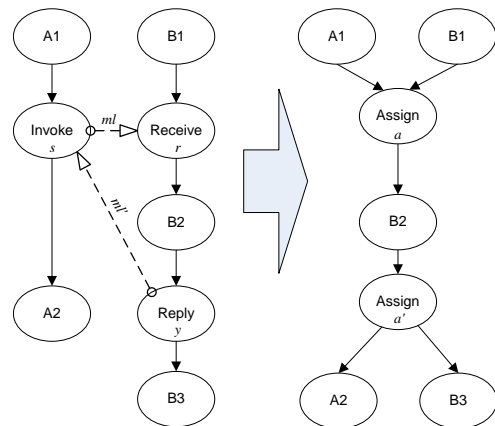 A1
B1
Invoke
s
ml
Receive
r
ml'
B2
A2
Reply
y
B3
A1
B1
Assign
a
B2
Assign
a'
A2
B3